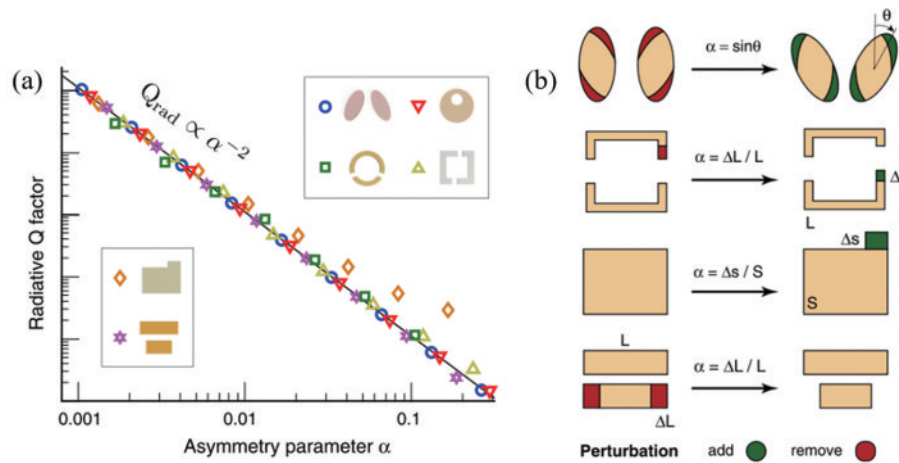 (a)
Radiative Q factor
Q_rad ∝ α⁻²
0.001
0.01
0.1
Asymmetry parameter α
(b)
α = sinθ
θ
α = ΔL / L
Δ
L
α = Δs / S
Δs
S
L
α = ΔL / L
ΔL
Perturbation add remove